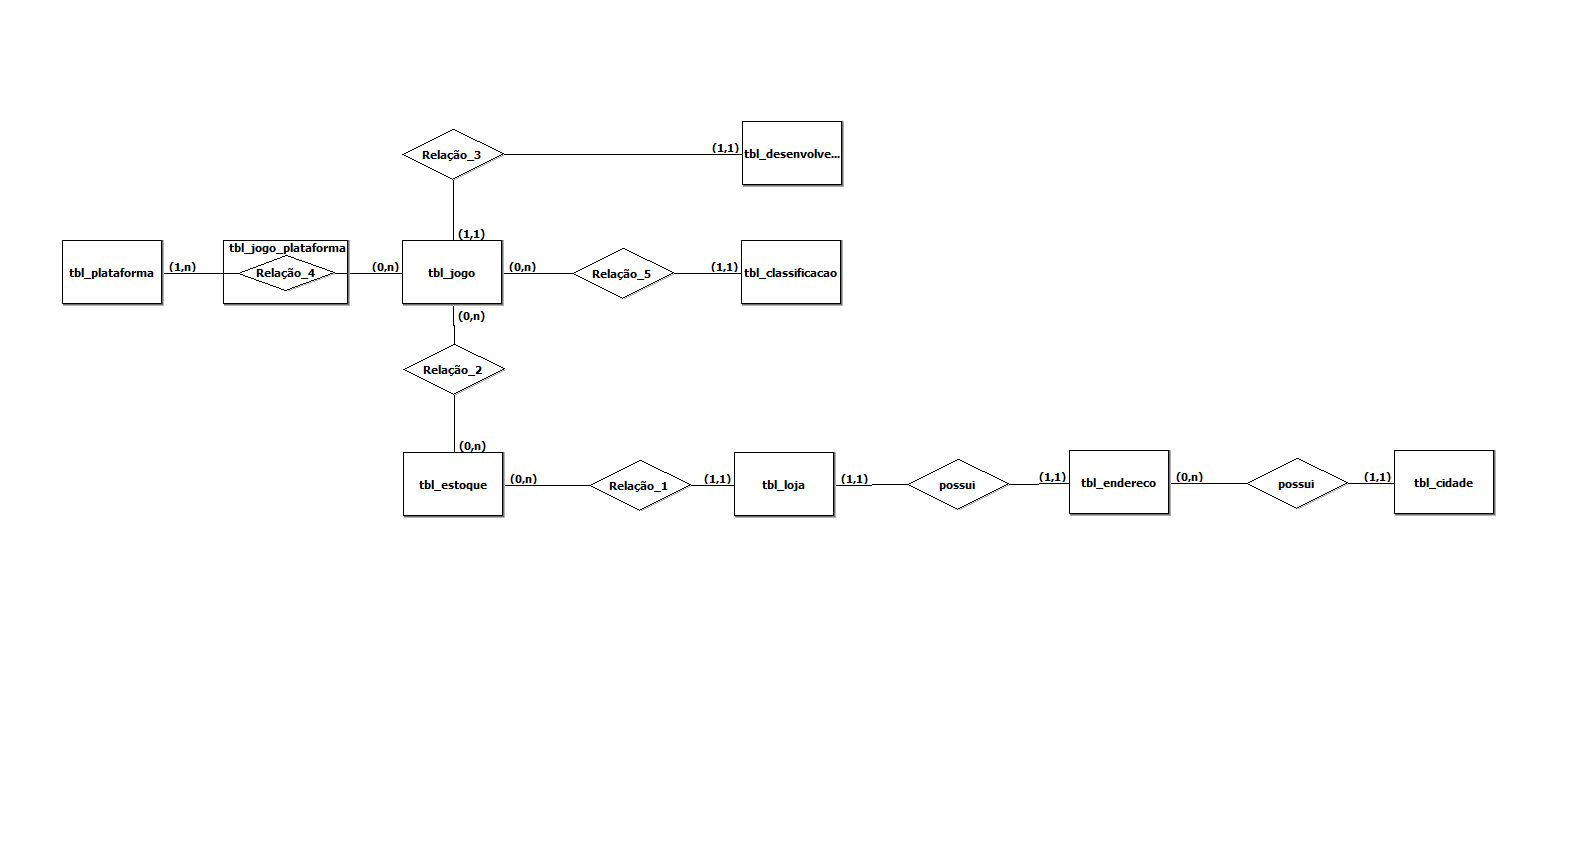 Relação_3
(1,1)
tbl_desenvolve...
(1,1)
tbl_plataforma
(1,n)
tbl_jogo_plataforma
Relação_4
(0,n)
tbl_jogo
(0,n)
Relação_5
(1,1)
tbl_classificacao
(0,n)
Relação_2
(0,n)
tbl_estoque
(0,n)
Relação_1
(1,1)
tbl_loja
(1,1)
possui
(1,1)
tbl_endereco
(0,n)
possui
(1,1)
tbl_cidade